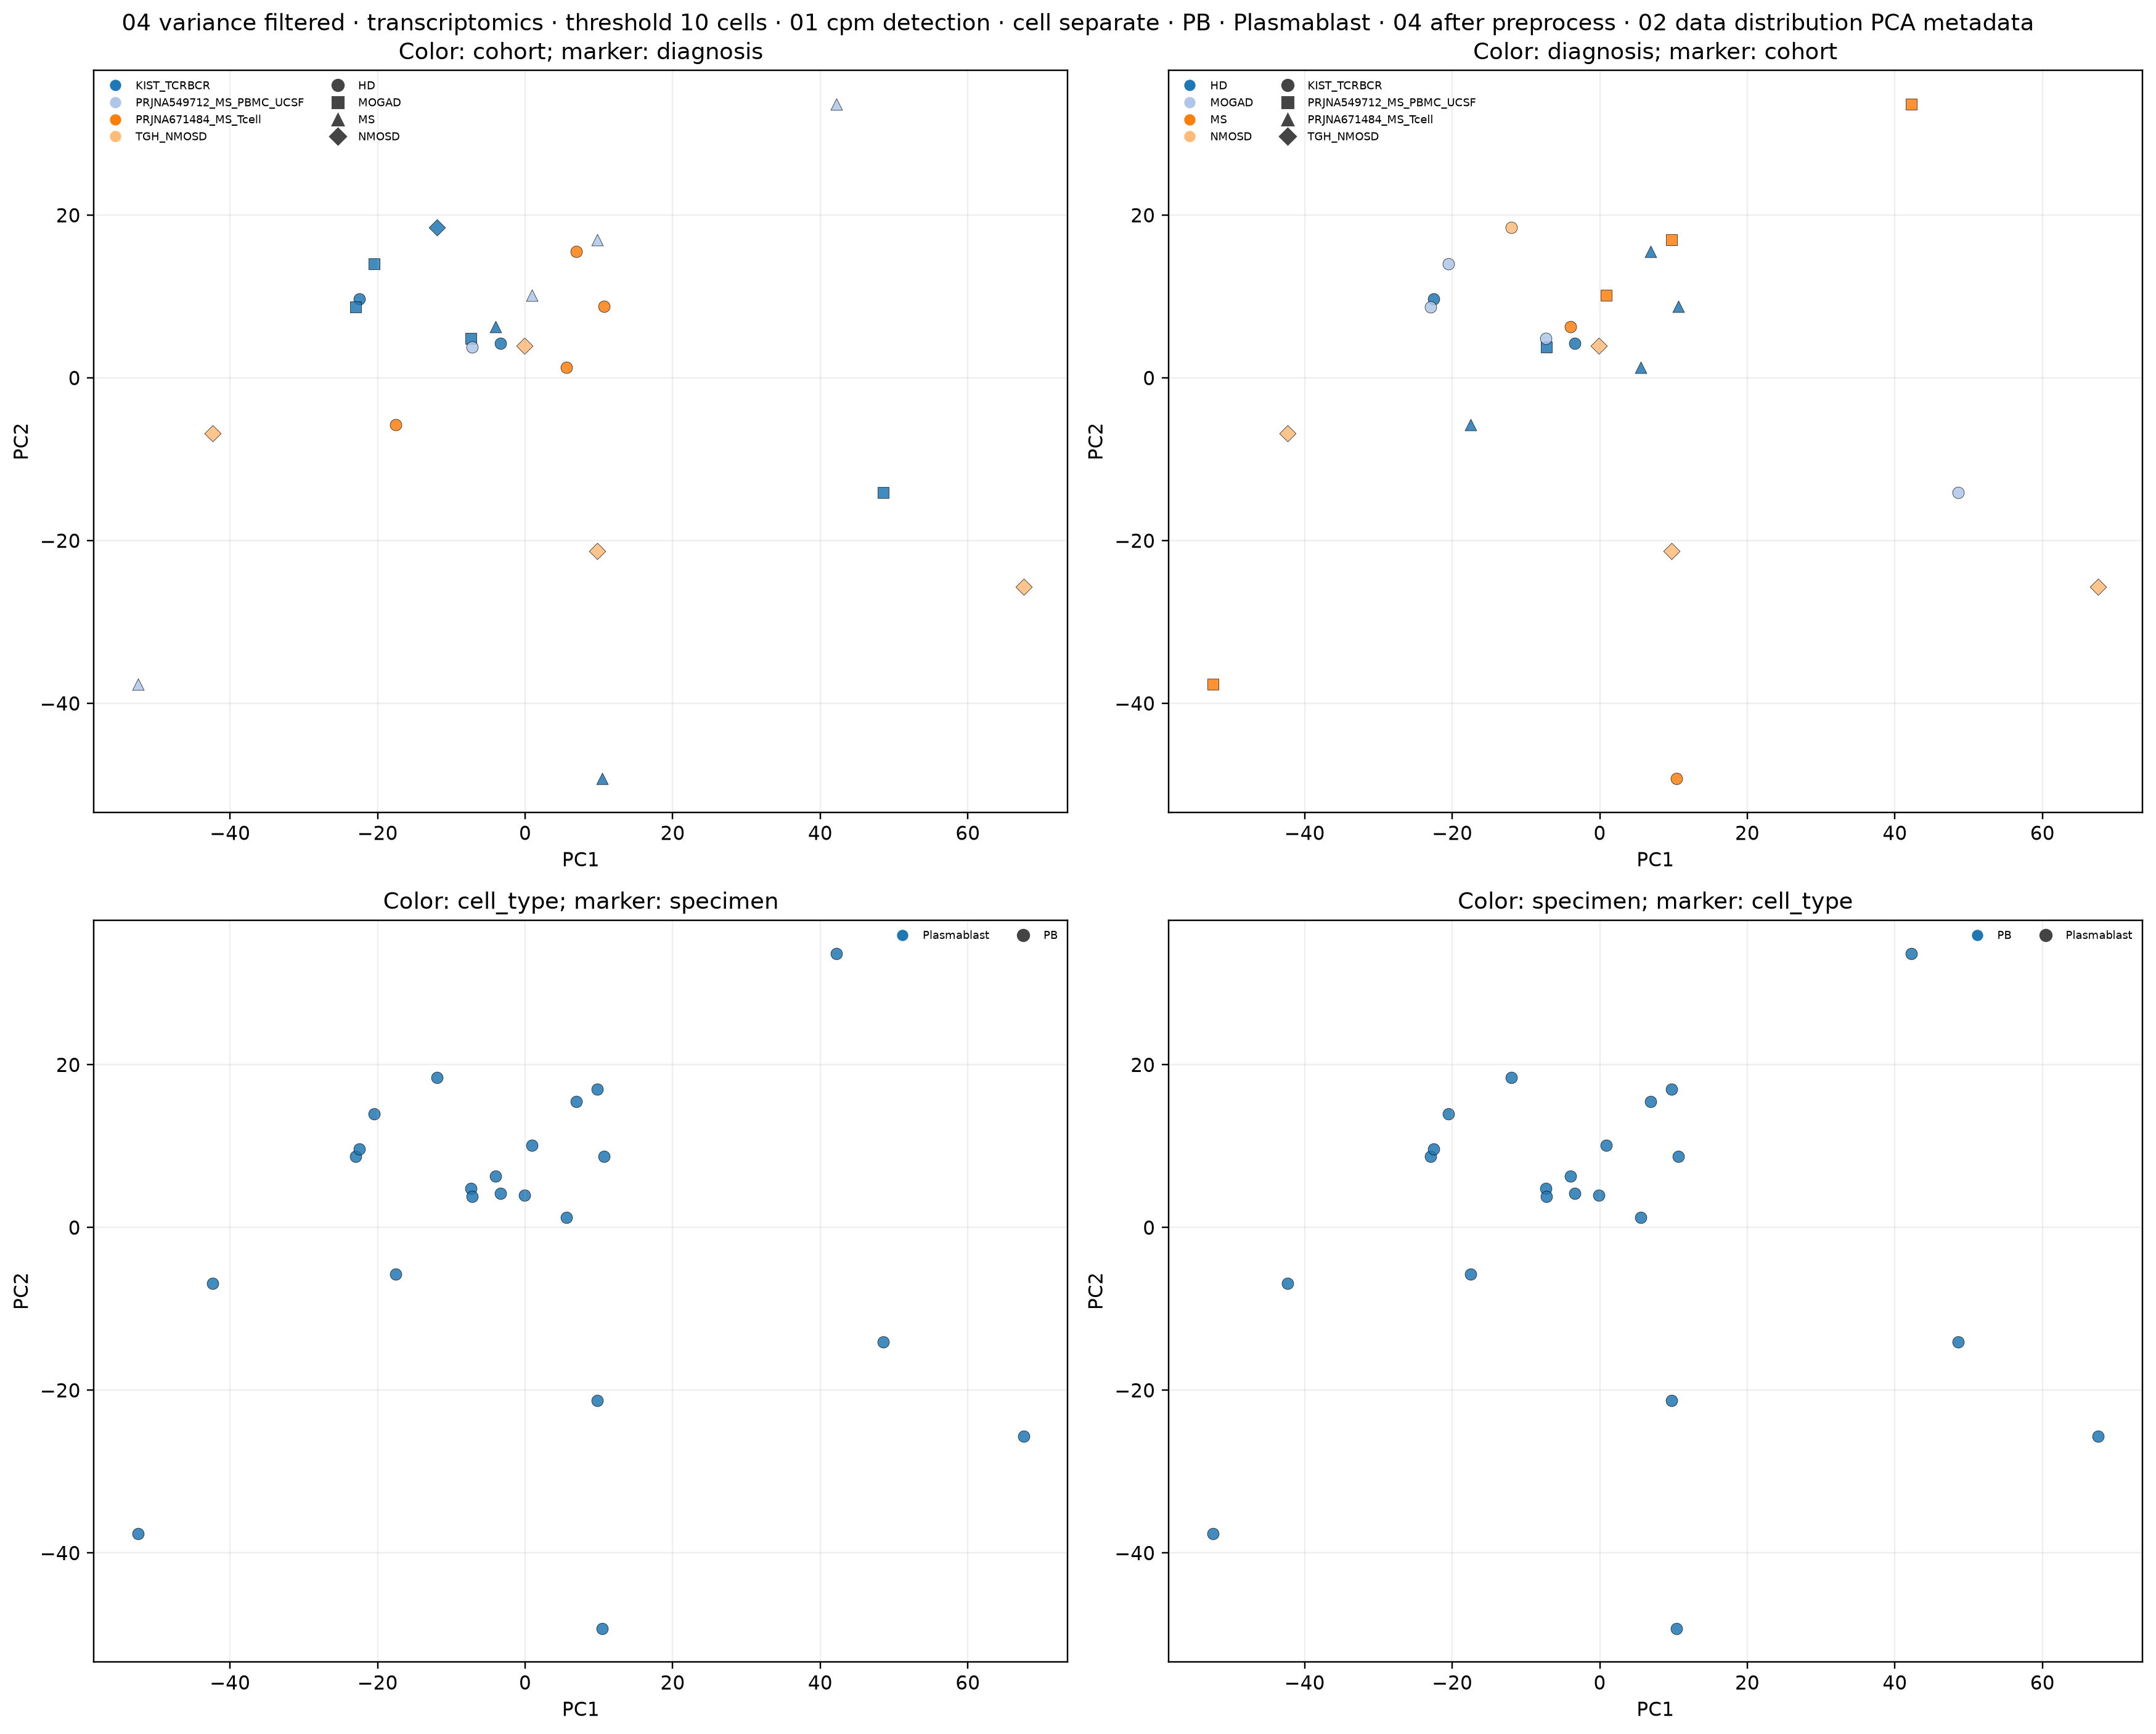 04 variance filtered · transcriptomics · threshold 10 cells · 01 cpm detection · cell separate · PB · Plasmablast · 04 after preprocess · 02 data distribution PCA metadata
Color: cohort; marker: diagnosis
KIST_TCRBCR HD
PRJNA549712_MS_PBMC_UCSF MOGAD
PRJNA671484_MS_Tcell MS
TGH_NMOSD NMOSD
20
0
−20
−40
PC2
−40 −20 0 20 40 60
PC1
Color: diagnosis; marker: cohort
HD KIST_TCRBCR
MOGAD PRJNA549712_MS_PBMC_UCSF
MS PRJNA671484_MS_Tcell
NMOSD TGH_NMOSD
20
0
−20
−40
PC2
−40 −20 0 20 40 60
PC1
Color: cell_type; marker: specimen
Plasmablast PB
20
0
−20
−40
PC2
−40 −20 0 20 40 60
PC1
Color: specimen; marker: cell_type
PB Plasmablast
20
0
−20
−40
PC2
−40 −20 0 20 40 60
PC1